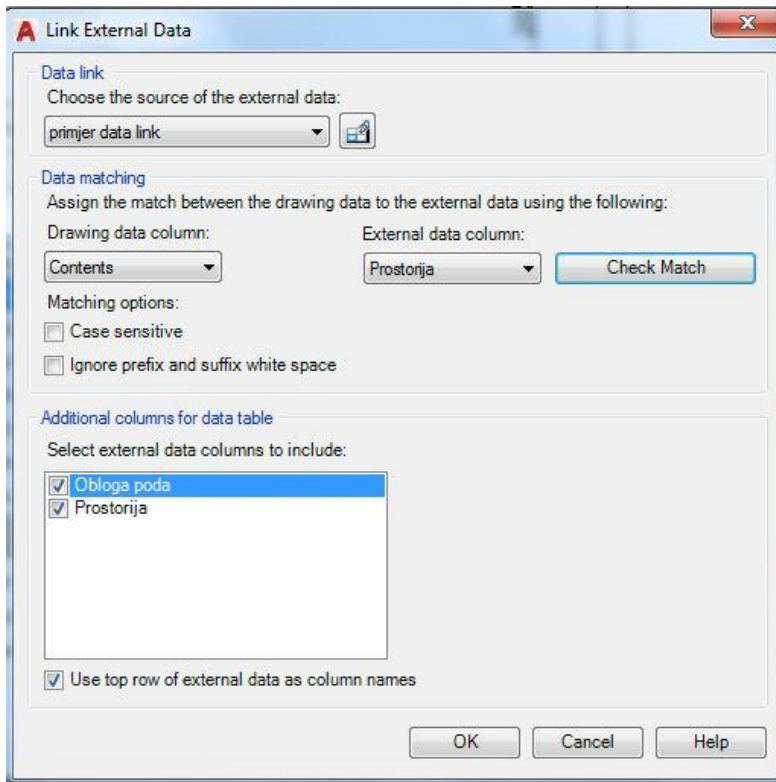 Link External Data
Data link
Choose the source of the external data:
primjer data link
Data matching
Assign the match between the drawing data to the external data using the following:
Drawing data column: External data column:
Contents Prostorija Check Match
Matching options:
Case sensitive
Ignore prefix and suffix white space
Additional columns for data table
Select external data columns to include:
Obloga poda
Prostorija
Use top row of external data as column names
OK Cancel Help